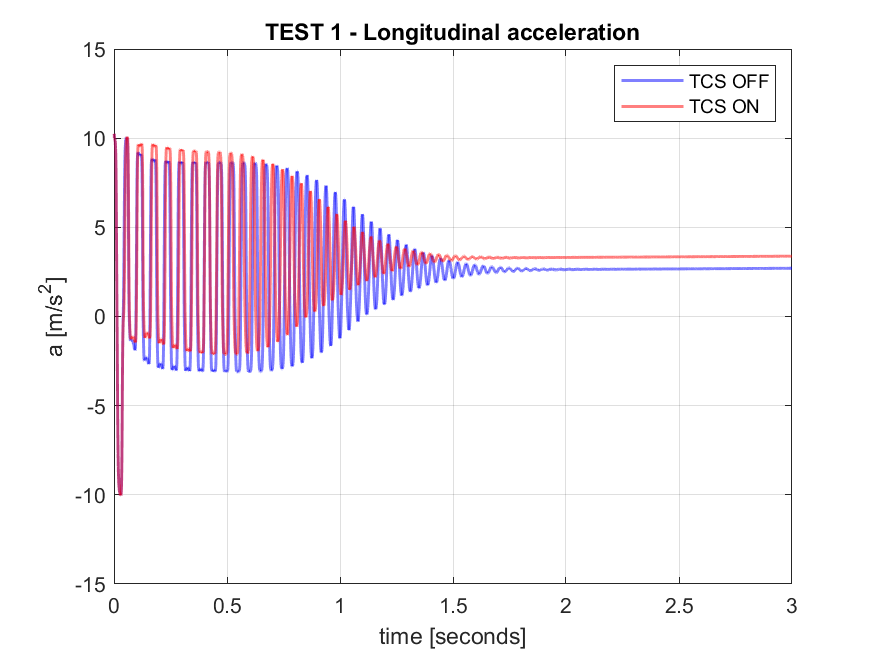 TEST 1 - Longitudinal acceleration
TCS OFF
TCS ON
15
10
5
0
-5
-10
-15
a [m/s²]
0
0.5
1
1.5
2
2.5
3
time [seconds]